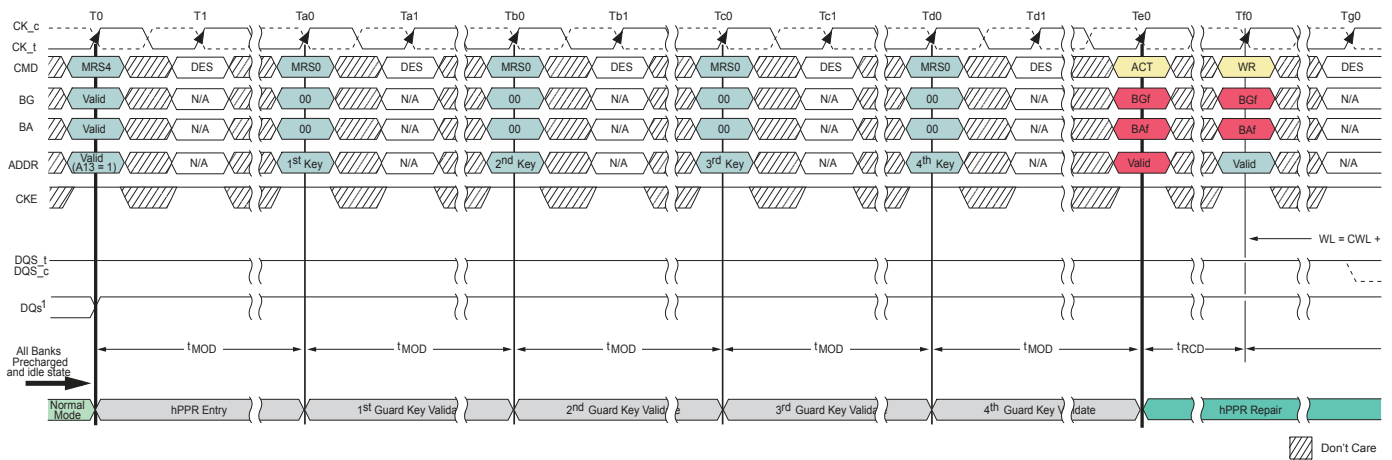 T0 T1 Ta0 Ta1 Tb0 Tb1 Tc0 Tc1 Td0 Td1 Te0 Tf0 Tg0
CK_c
CK_t
CMD MRS4 DES MRS0 DES MRS0 DES MRS0 DES MRS0 DES ACT WR DES
BG Valid N/A 00 N/A 00 N/A 00 N/A 00 N/A BGf BGf N/A
BA Valid N/A 00 N/A 00 N/A 00 N/A 00 N/A BAf BAf N/A
ADDR Valid (A13 = 1) N/A 1st Key N/A 2nd Key N/A 3rd Key N/A 4th Key N/A Valid Valid N/A
CKE
WL = CWL +
DQS_t
DQS_c
DQs1
tMOD tMOD tMOD tMOD tMOD tRCD
All Banks
Precharged
and idle state
Normal Mode hPPR Entry 1st Guard Key Valida 2nd Guard Key Valid e 3rd Guard Key Valida 4th Guard Key V idate hPPR Repair
Don't Care